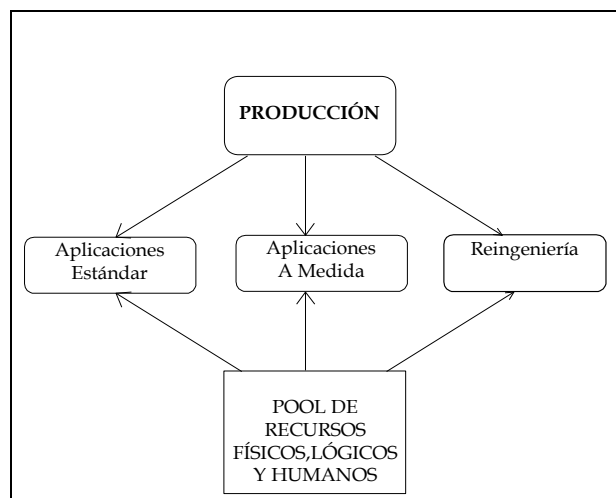 PRODUCCIÓN
Aplicaciones
Estándar
Aplicaciones
A Medida
Reingeniería
POOL DE
RECURSOS
FÍSICOS,LÓGICOS
Y HUMANOS